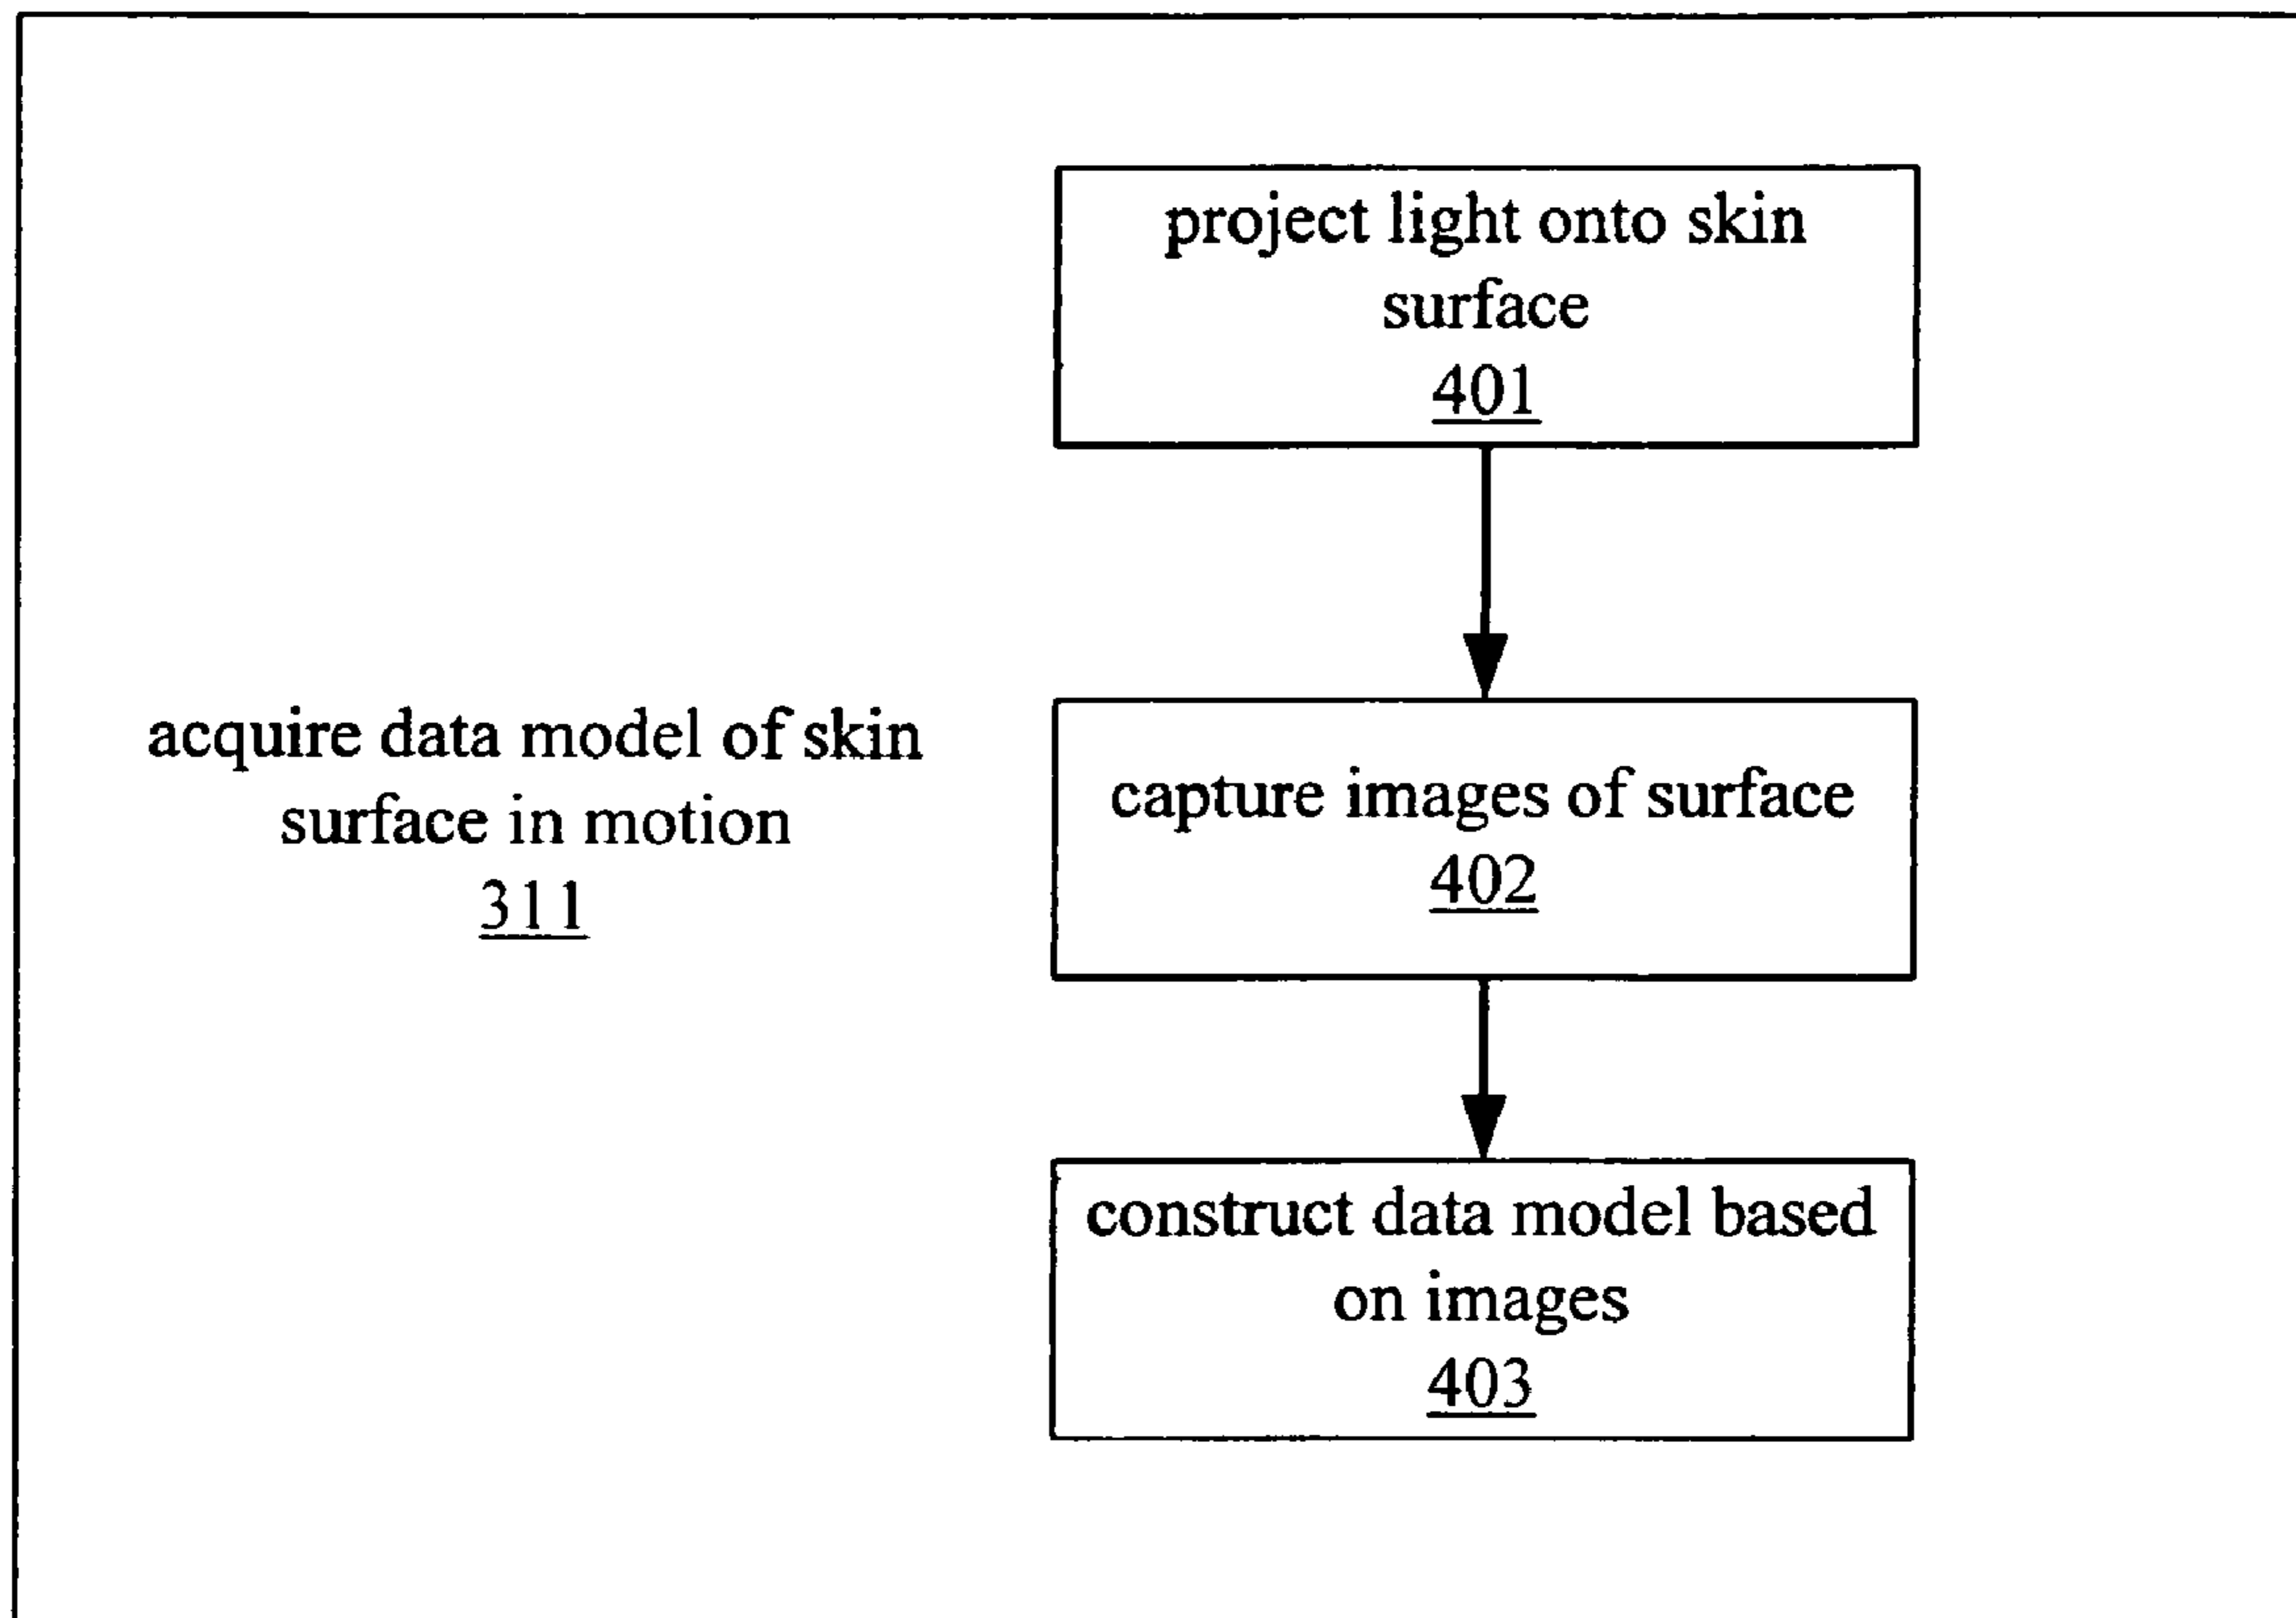 project light onto skin
surface
401
acquire data model of skin
surface in motion
311
capture images of surface
402
construct data model based
on images
403